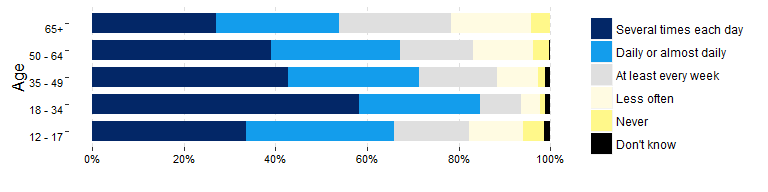 Age
65+
50 - 64
35 - 49
18 - 34
12 - 17
0%
20%
40%
60%
80%
100%
Several times each day
Daily or almost daily
At least every week
Less often
Never
Don't know